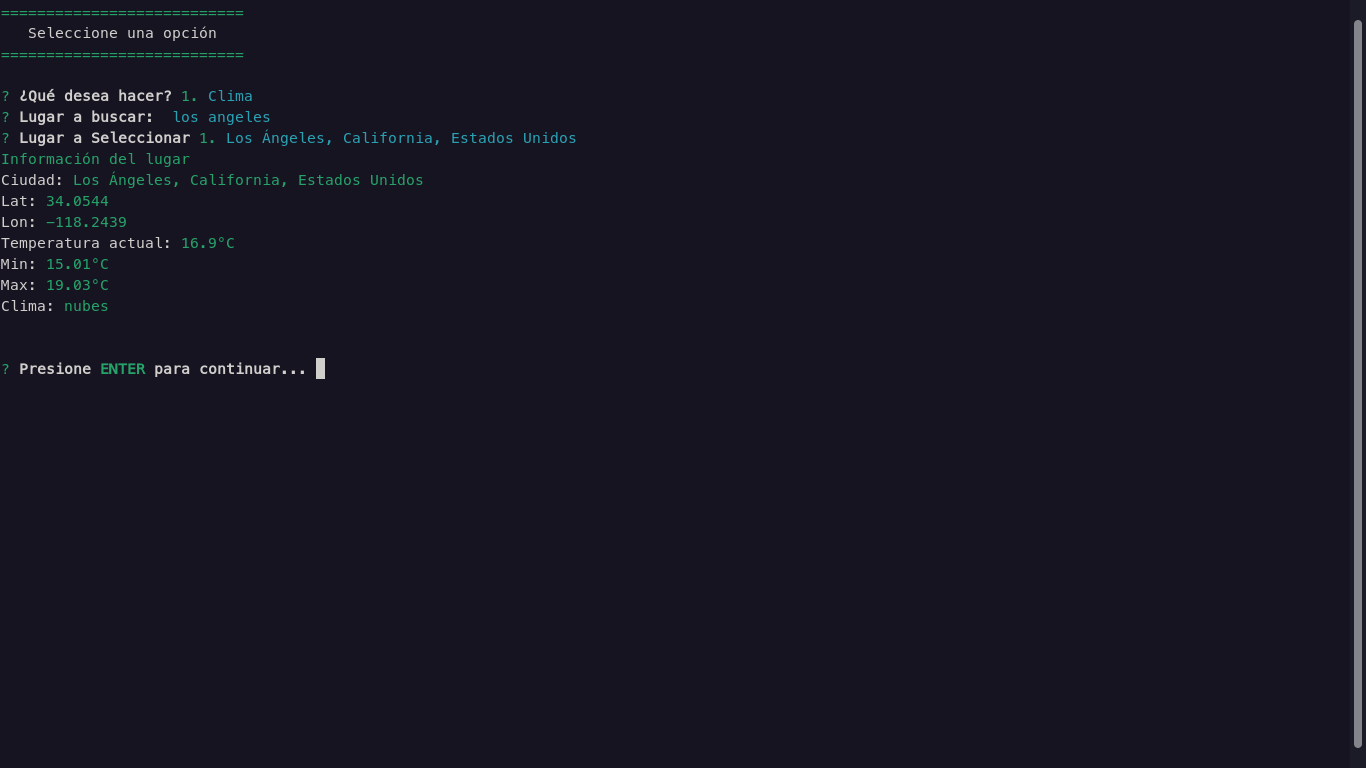 ===========================
Seleccione una opción
===========================
? ¿Qué desea hacer? 1. Clima
? Lugar a buscar:  los angeles
? Lugar a Seleccionar 1. Los Ángeles, California, Estados Unidos
Información del lugar
Ciudad: Los Ángeles, California, Estados Unidos
Lat: 34.0544
Lon: -118.2439
Temperatura actual: 16.9°C
Min: 15.01°C
Max: 19.03°C
Clima: nubes
? Presione ENTER para continuar...